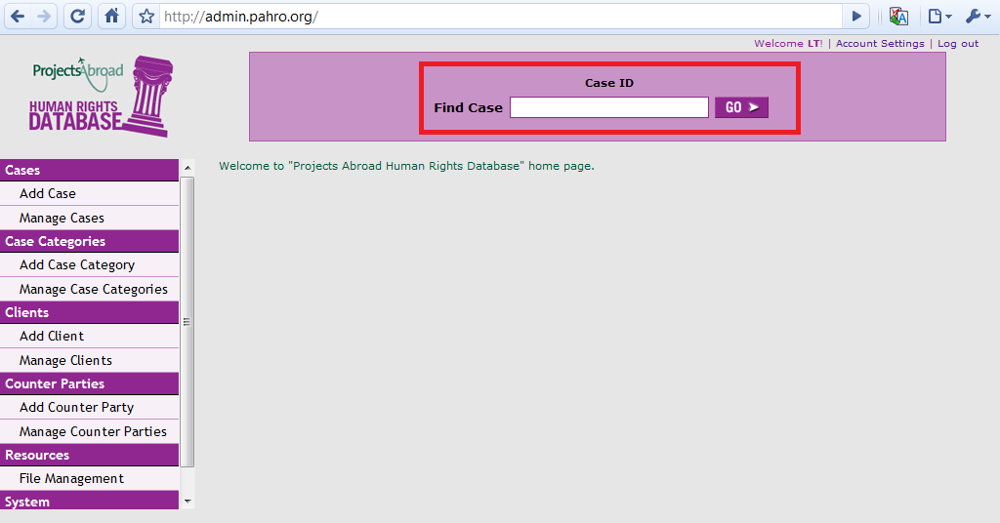 http://admin.pahro.org/
Welcome LT! | Account Settings | Log out
ProjectsAbroad
HUMAN RIGHTS
DATABASE
Case ID
Find Case
GO
Cases
Add Case
Manage Cases
Case Categories
Add Case Category
Manage Case Categories
Clients
Add Client
Manage Clients
Counter Parties
Add Counter Party
Manage Counter Parties
Resources
File Management
System
Welcome to "Projects Abroad Human Rights Database" home page.